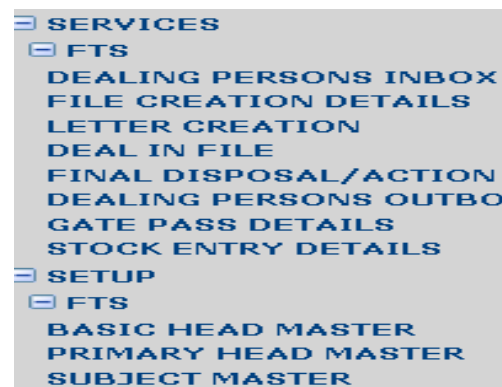 SERVICES
FTS
DEALING PERSONS INBOX
FILE CREATION DETAILS
LETTER CREATION
DEAL IN FILE
FINAL DISPOSAL/ACTION
DEALING PERSONS OUTBO
GATE PASS DETAILS
STOCK ENTRY DETAILS
SETUP
FTS
BASIC HEAD MASTER
PRIMARY HEAD MASTER
SUBJECT MASTER